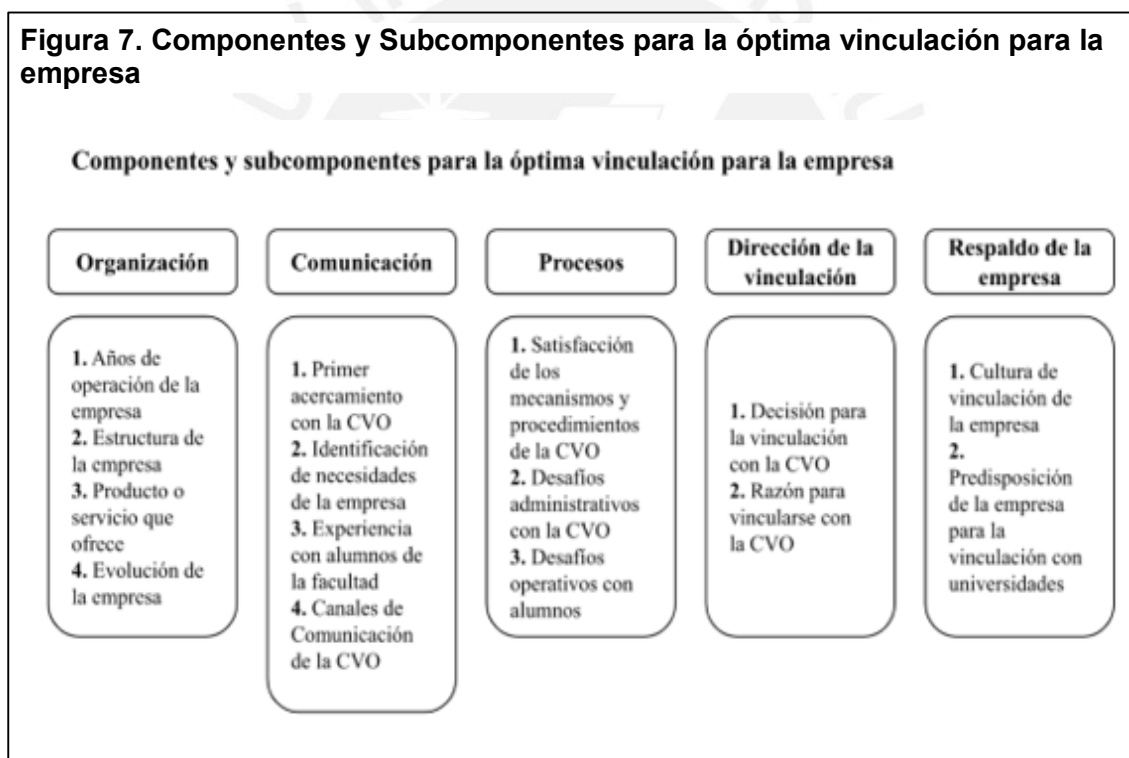 Figura 7. Componentes y Subcomponentes para la óptima vinculación para la
empresa
Componentes y subcomponentes para la óptima vinculación para la empresa
Organización
1. Años de
operación de la
empresa
2. Estructura de
la empresa
3. Producto o
servicio que
ofrece
4. Evolución de
la empresa
Comunicación
1. Primer
acercamiento
con la CVO
2. Identificación
de necesidades
de la empresa
3. Experiencia
con alumnos de
la facultad
4. Canales de
Comunicación
de la CVO
Procesos
1. Satisfacción
de los
mecanismos y
procedimientos
de la CVO
2. Desafíos
administrativos
con la CVO
3. Desafíos
operativos con
alumnos
Dirección de la
vinculación
1. Decisión para
la vinculación
con la CVO
2. Razón para
vincularse con
la CVO
Respaldo de la
empresa
1. Cultura de
vinculación de
la empresa
2.
Predisposición
de la empresa
para la
vinculación con
universidades